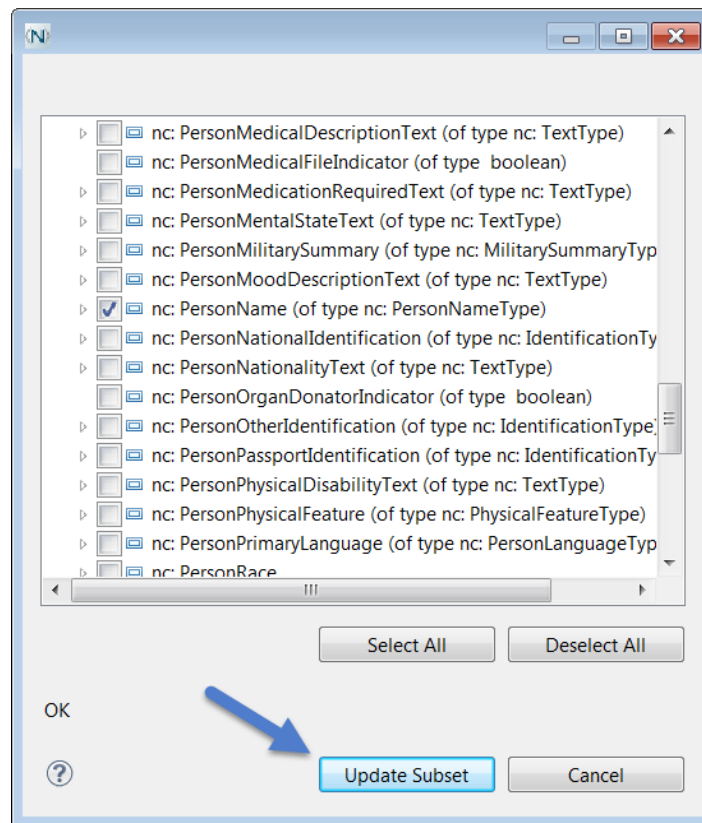 N
nc: PersonMedicalDescriptionText (of type nc: TextType)
nc: PersonMedicalFileIndicator (of type  boolean)
nc: PersonMedicationRequiredText (of type nc: TextType)
nc: PersonMentalStateText (of type nc: TextType)
nc: PersonMilitarySummary (of type nc: MilitarySummaryTyp
nc: PersonMoodDescriptionText (of type nc: TextType)
nc: PersonName (of type nc: PersonNameType)
nc: PersonNationalIdentification (of type nc: IdentificationTy
nc: PersonNationalityText (of type nc: TextType)
nc: PersonOrganDonatorIndicator (of type  boolean)
nc: PersonOtherIdentification (of type nc: IdentificationType)
nc: PersonPassportIdentification (of type nc: IdentificationTy
nc: PersonPhysicalDisabilityText (of type nc: TextType)
nc: PersonPhysicalFeature (of type nc: PhysicalFeatureType)
nc: PersonPrimaryLanguage (of type nc: PersonLanguageTyp
nc: PersonRace
Select All
Deselect All
OK
?
Update Subset
Cancel